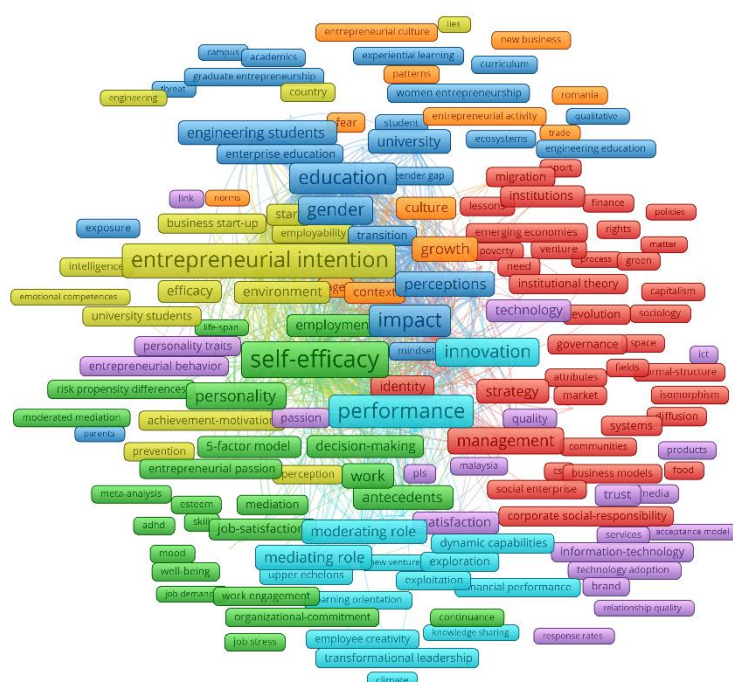 entrepreneurial culture
lies
new business
campus
academics
experiential learning
curriculum
graduate entrepreneurship
patterns
threat
country
women entrepreneurship
romania
engineering
entrepreneurial activity
qualitative
fear
student
engineering students
university
ecosystems
trade
engineering education
enterprise education
education
gender gap
migration
link
norms
gender
culture
lessons
institutions
finance
policies
business start-up
exposure
employability
transition
emerging economies
rights
growth
poverty
venture
matter
entrepreneurial intention
process
green
intelligence
need
emotional competences
efficacy
environment
context
perceptions
institutional theory
capitalism
university students
technology
evolution
sociology
life-span
employment
impact
personality traits
mindset
innovation
governance
space
ict
entrepreneurial behavior
self-efficacy
attributes
fields
risk propensity differences
personality
identity
strategy
market
isomorphism
moderated mediation
performance
diffusion
achievement-motivation
passion
quality
systems
parents
management
communities
prevention
5-factor model
decision-making
products
entrepreneurial passion
perception
work
pls
malaysia
business models
food
social enterprise
meta-analysis
antecedents
trust
media
esteem
mediation
corporate social-responsibility
adhd
job-satisfaction
moderating role
satisfaction
services
acceptance model
dynamic capabilities
information-technology
mood
mediating role
new venture
exploration
well-being
upper echelons
exploitation
financial performance
technology adoption
brand
job demand
work engagement
relationship quality
organizational-commitment
continuance
job stress
employee creativity
knowledge sharing
response rates
transformational leadership
climate